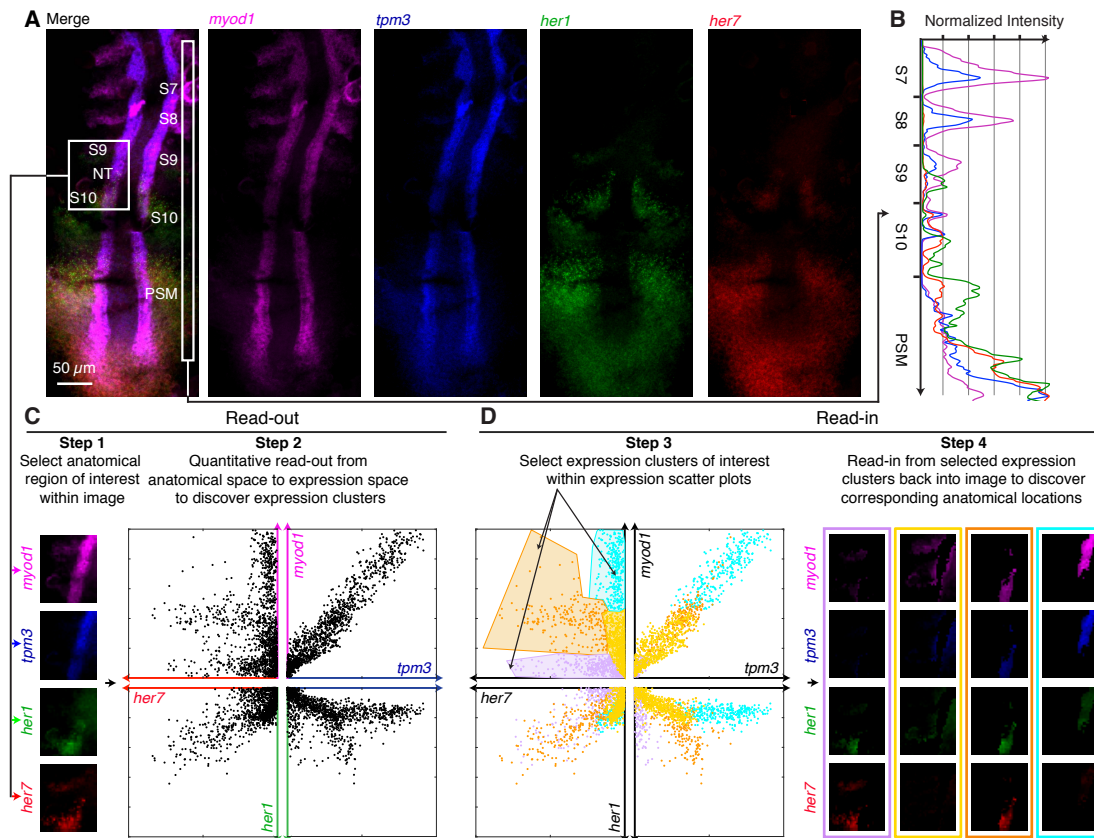 A
Merge
myod1
tpm3
her1
her7
B
Normalized Intensity
S7
S8
S9
S9
NT
S10
S10
PSM
50 µm
S7
S8
S9
S10
PSM
C
Read-out
D
Read-in
Step 1
Select anatomical
region of interest
within image
Step 2
Quantitative read-out from
anatomical space to expression space
to discover expression clusters
Step 3
Select expression clusters of interest
within expression scatter plots
Step 4
Read-in from selected expression
clusters back into image to discover
corresponding anatomical locations
myod1
tpm3
her1
her7
myod1
tpm3
her7
her1
myod1
tpm3
her7
her1
myod1
tpm3
her1
her7